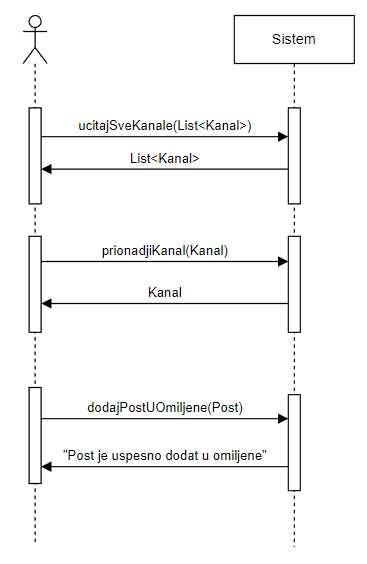 Sistem
ucitajSveKanale(List<Kanal>)
List<Kanal>
prionadjiKanal(Kanal)
Kanal
dodajPostUOmiljene(Post)
"Post je uspesno dodat u omiljene"